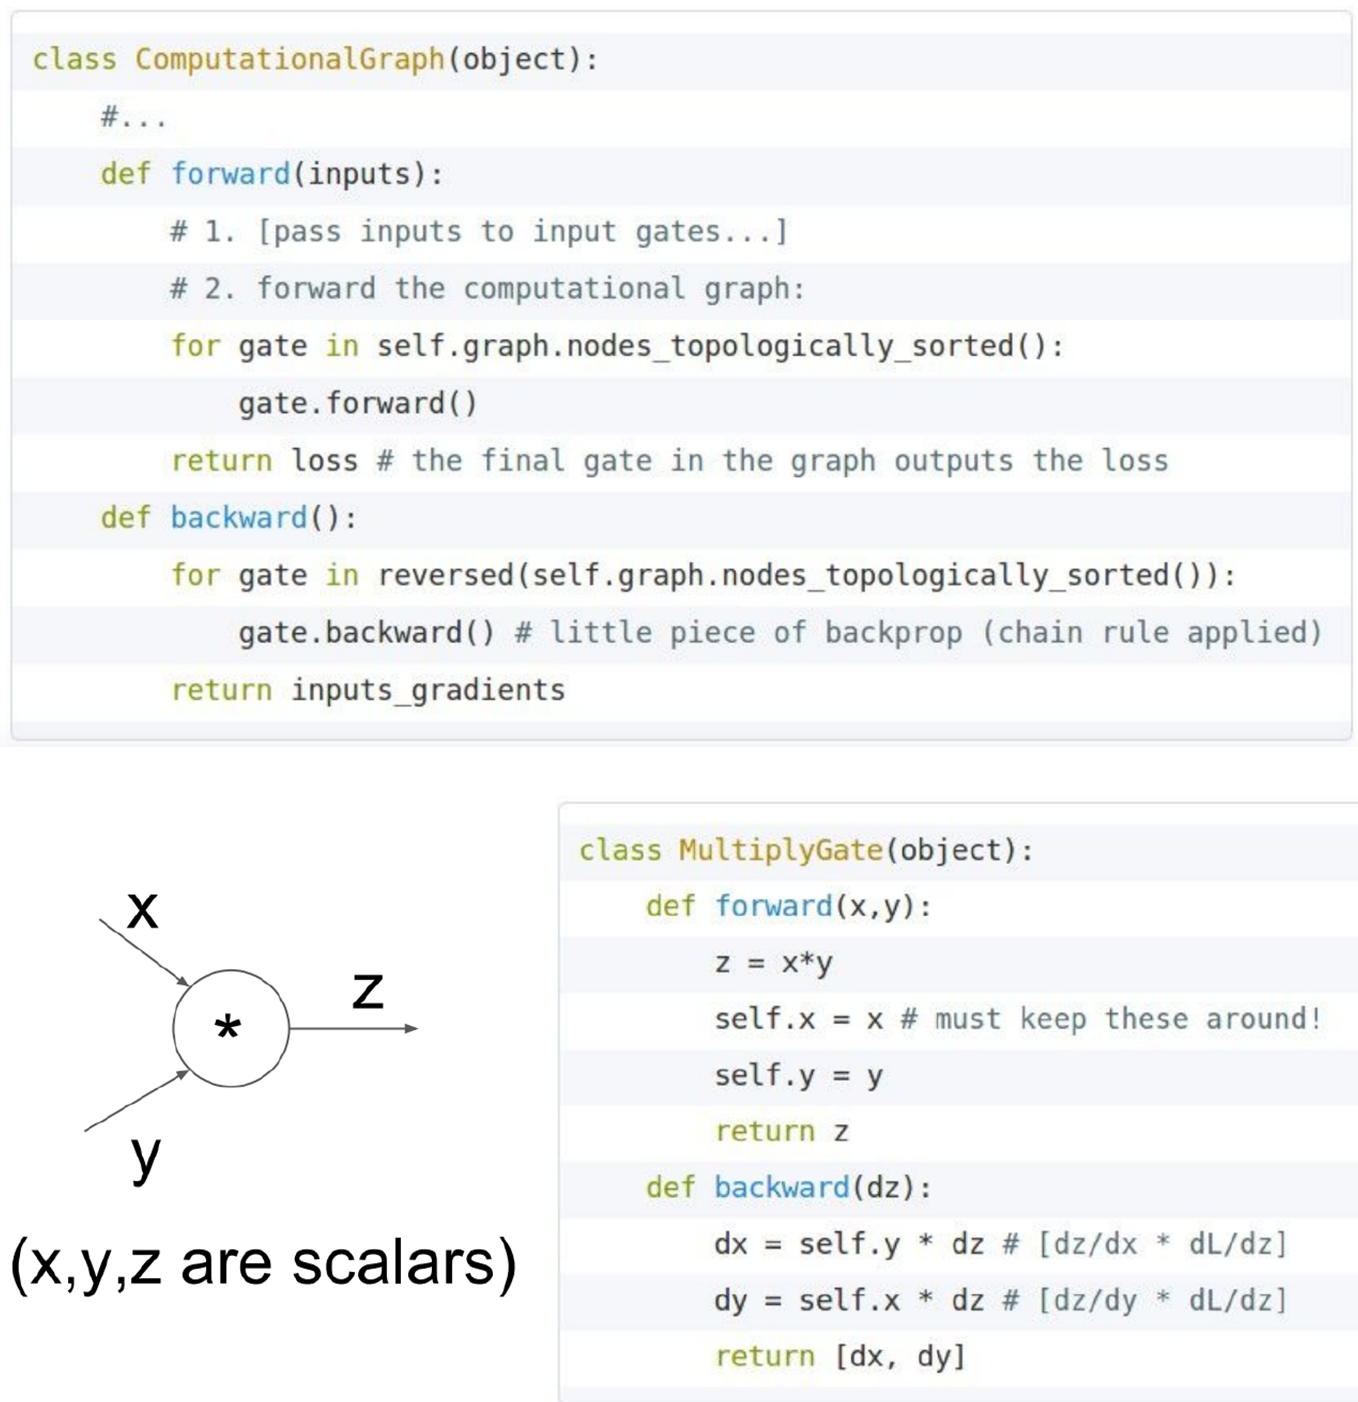 class ComputationalGraph(object):
#...
def forward(inputs):
# 1. [pass inputs to input gates...]
# 2. forward the computational graph:
for gate in self.graph.nodes_topologically_sorted():
gate.forward()
return loss # the final gate in the graph outputs the loss
def backward():
for gate in reversed(self.graph.nodes_topologically_sorted()):
gate.backward() # little piece of backprop (chain rule applied)
return inputs_gradients
x
z
*
y
(x,y,z are scalars)
class MultiplyGate(object):
def forward(x,y):
z = x*y
self.x = x # must keep these around!
self.y = y
return z
def backward(dz):
dx = self.y * dz # [dz/dx * dL/dz]
dy = self.x * dz # [dz/dy * dL/dz]
return [dx, dy]